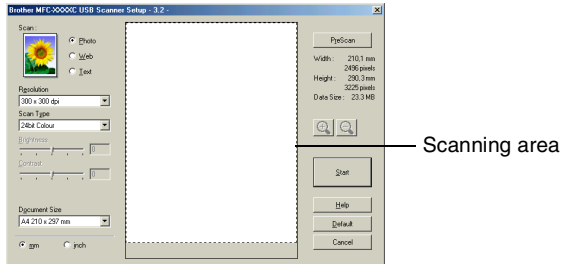 Brother MFC-XXXXC USB Scanner Setup - 3.2 -
Scan :
Photo
Web
Text
Resolution
300 x 300 dpi
Scan Type
24bit Colour
Brightness
0
Contrast
0
Document Size
A4 210 x 297 mm
mm
inch
PreScan
Width : 210,1 mm
2496 pixels
Height : 290,3 mm
3225 pixels
Data Size : 23.3 MB
Start
Help
Default
Cancel
Scanning area